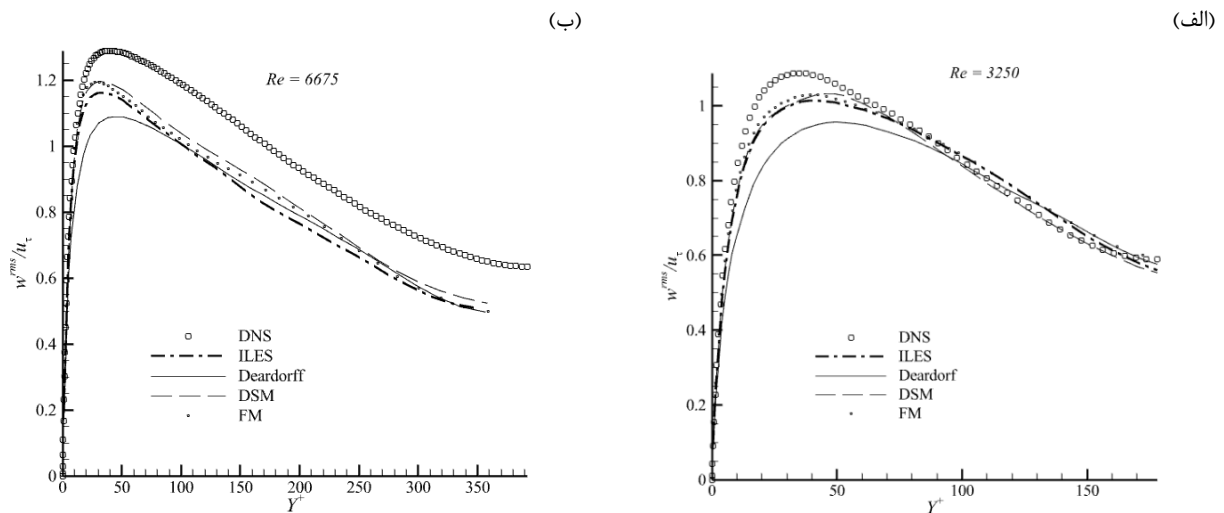 (ب)
(الف)
Re = 6675
w^rms/u_τ
1.2
1
0.8
0.6
0.4
0.2
0
DNS
ILES
Deardorff
DSM
FM
0 50 100 150 200 250 300 350
Y+
Re = 3250
w^rms/u_τ
1
0.8
0.6
0.4
0.2
0
DNS
ILES
Deardorf
DSM
FM
0 50 100 150
Y+